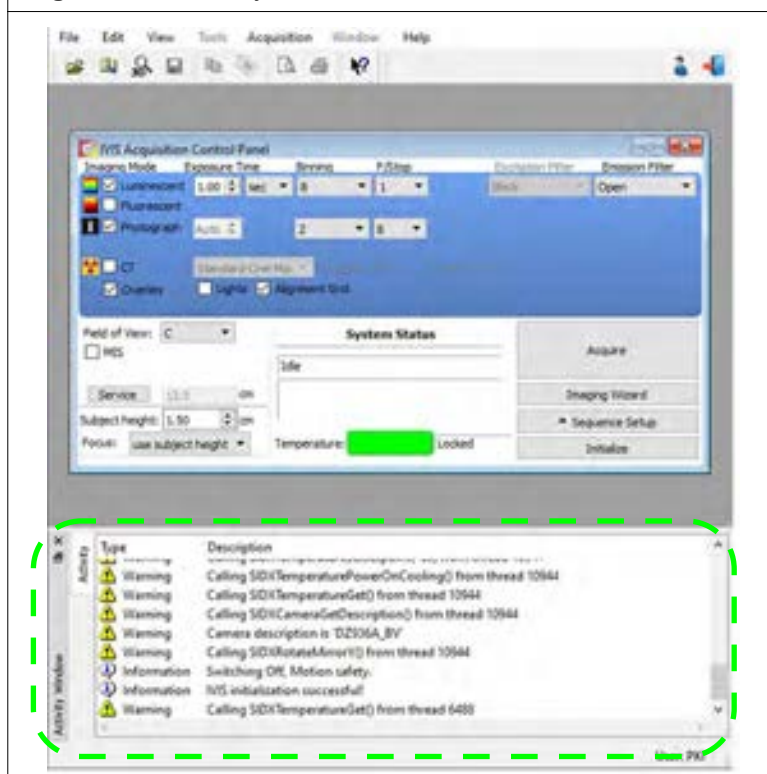 File Edit View Tools Acquisition Window Help
IVIS Acquisition Control Panel
Imaging Mode Exposure Time Binning F/Stop Excitation Filter Emission Filter
Luminescent 1.00 sec 8 1 Block Open
Fluorescent
Photograph Auto 2 8
CT Standard-One
Overlay Lights Alignment Grid
Field of View: C System Status
Acquire
Idle
Service cm Imaging Wizard
Subject height: 1.50 cm Sequence Setup
Focus: use subject height Temperature: Locked Initialize
Activity Window
Activity
Type Description
Warning
Warning Calling SIDXTemperaturePowerOnCooling() from thread 10944
Warning Calling SIDXTemperatureGet() from thread 10944
Warning Calling SIDXCameraGetDescription() from thread 10944
Warning Camera description is 'DZ936A_BV'
Warning Calling SIDXRotateMirrorY() from thread 10944
Information Switching Off, Motion safety.
Information IVIS initialization successful!
Warning Calling SIDXTemperatureGet() from thread 6488
User: PKI